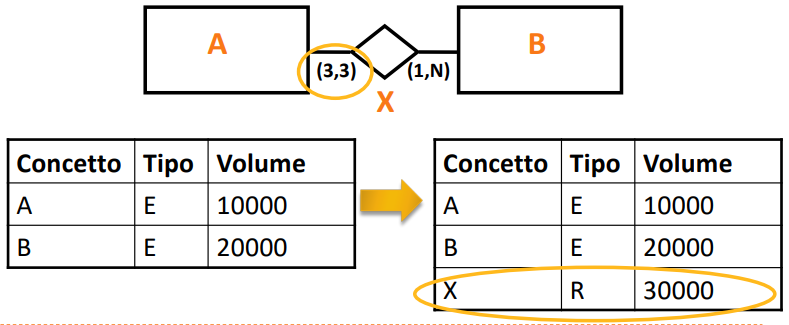 A
B
(3,3)
(1,N)
X
Concetto Tipo Volume
A E 10000
B E 20000
Concetto Tipo Volume
A E 10000
B E 20000
X R 30000